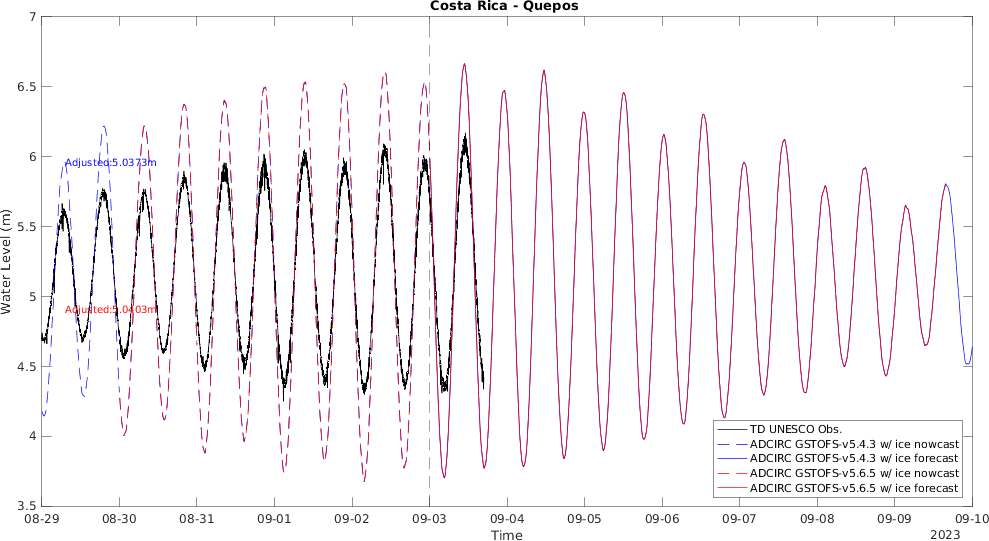 Costa Rica - Quepos
7
6.5
6
5.5
5
4.5
4
3.5
Water Level (m)
Adjusted:5.0373m
Adjusted:5.0403m
TD UNESCO Obs.
ADCIRC GSTOFS-v5.4.3 w/ ice nowcast
ADCIRC GSTOFS-v5.4.3 w/ ice forecast
ADCIRC GSTOFS-v5.6.5 w/ ice nowcast
ADCIRC GSTOFS-v5.6.5 w/ ice forecast
08-29 08-30 08-31 09-01 09-02 09-03 09-04 09-05 09-06 09-07 09-08 09-09 09-10
Time
2023